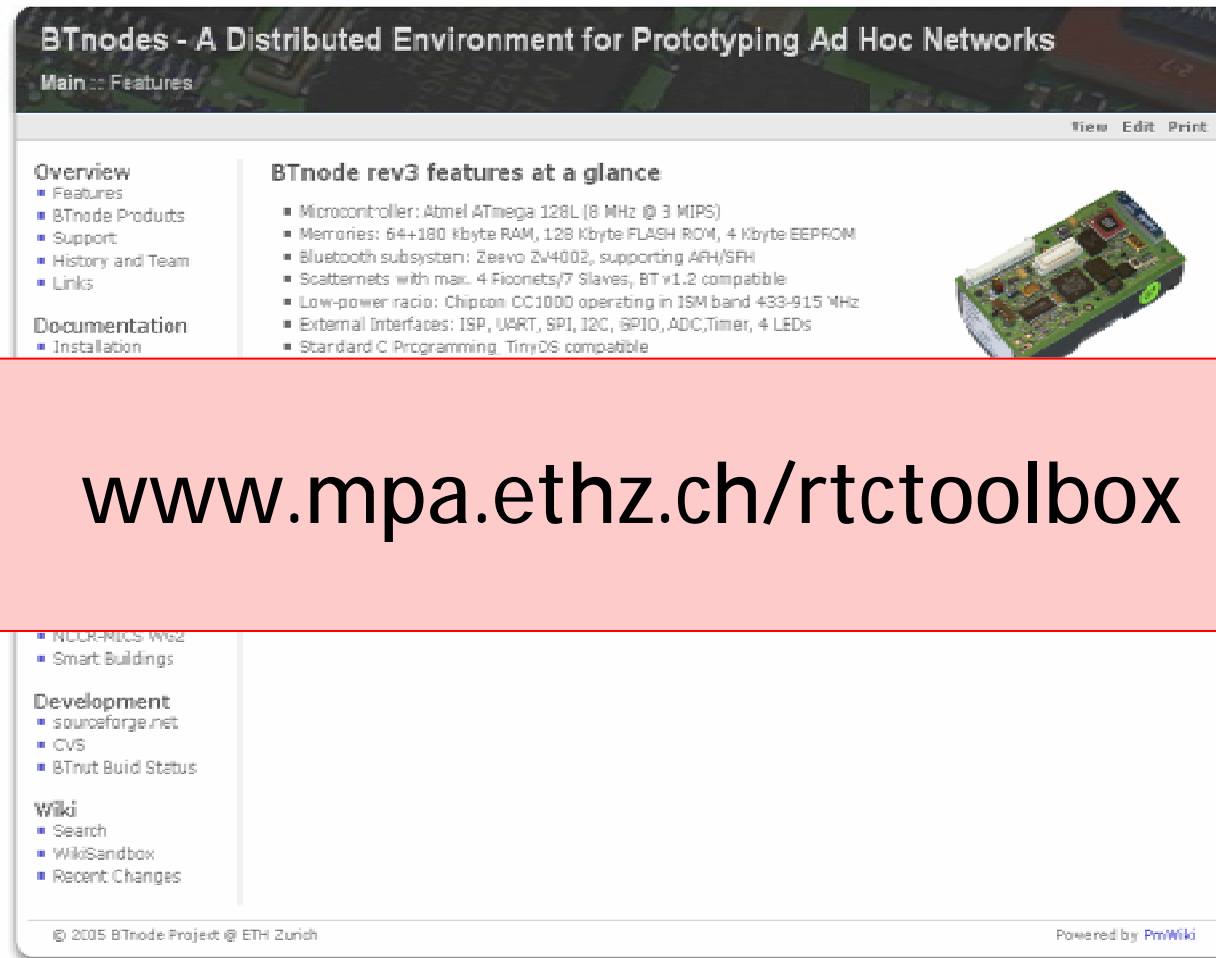 BTnodes - A Distributed Environment for Prototyping Ad Hoc Networks
Main :: Features
View Edit Print
Overview
Features
BTnode Products
Support
History and Team
Links
Documentation
Installation
BTnode rev3 features at a glance
Microcontroller: Atmel ATmega 128L (8 MHz @ 8 MIPS)
Memories: 64+180 Kbyte RAM, 128 Kbyte FLASH ROM, 4 Kbyte EEPROM
Bluetooth subsystem: Zeevo ZV4002, supporting AFH/SFH
Scatternets with max. 4 Piconets/7 Slaves, BT v1.2 compatible
Low-power radio: Chipcon CC1000 operating in ISM band 433-915 MHz
External Interfaces: ISP, UART, SPI, I2C, GPIO, ADC,Timer, 4 LEDs
Standard C Programming, TinyOS compatible
www.mpa.ethz.ch/rtctoolbox
NCCR-MICS WG2
Smart Buildings
Development
sourceforge.net
CVS
BTnut Buid Status
Wiki
Search
WikiSandbox
Recent Changes
© 2005 BTnode Project @ ETH Zurich
Powered by PmWiki